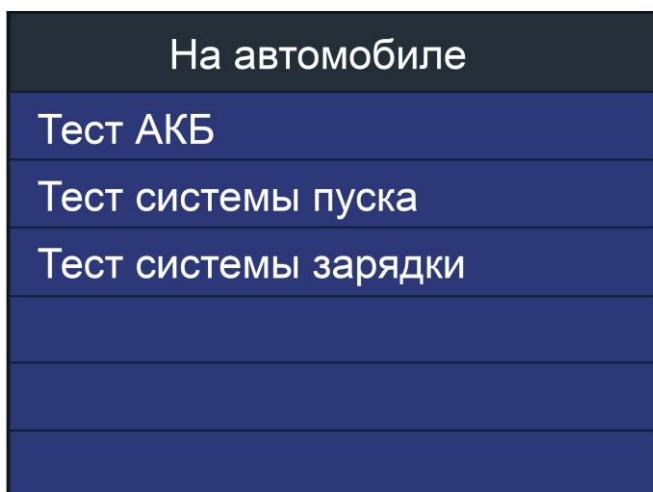 На автомобиле
Тест АКБ
Тест системы пуска
Тест системы зарядки